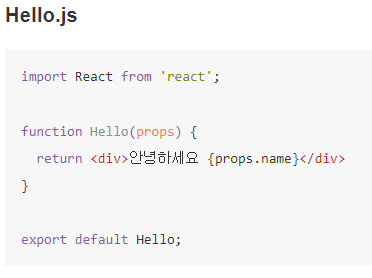 Hello.js
import React from 'react';
function Hello(props) {
return <div>안녕하세요 {props.name}</div>
}
export default Hello;